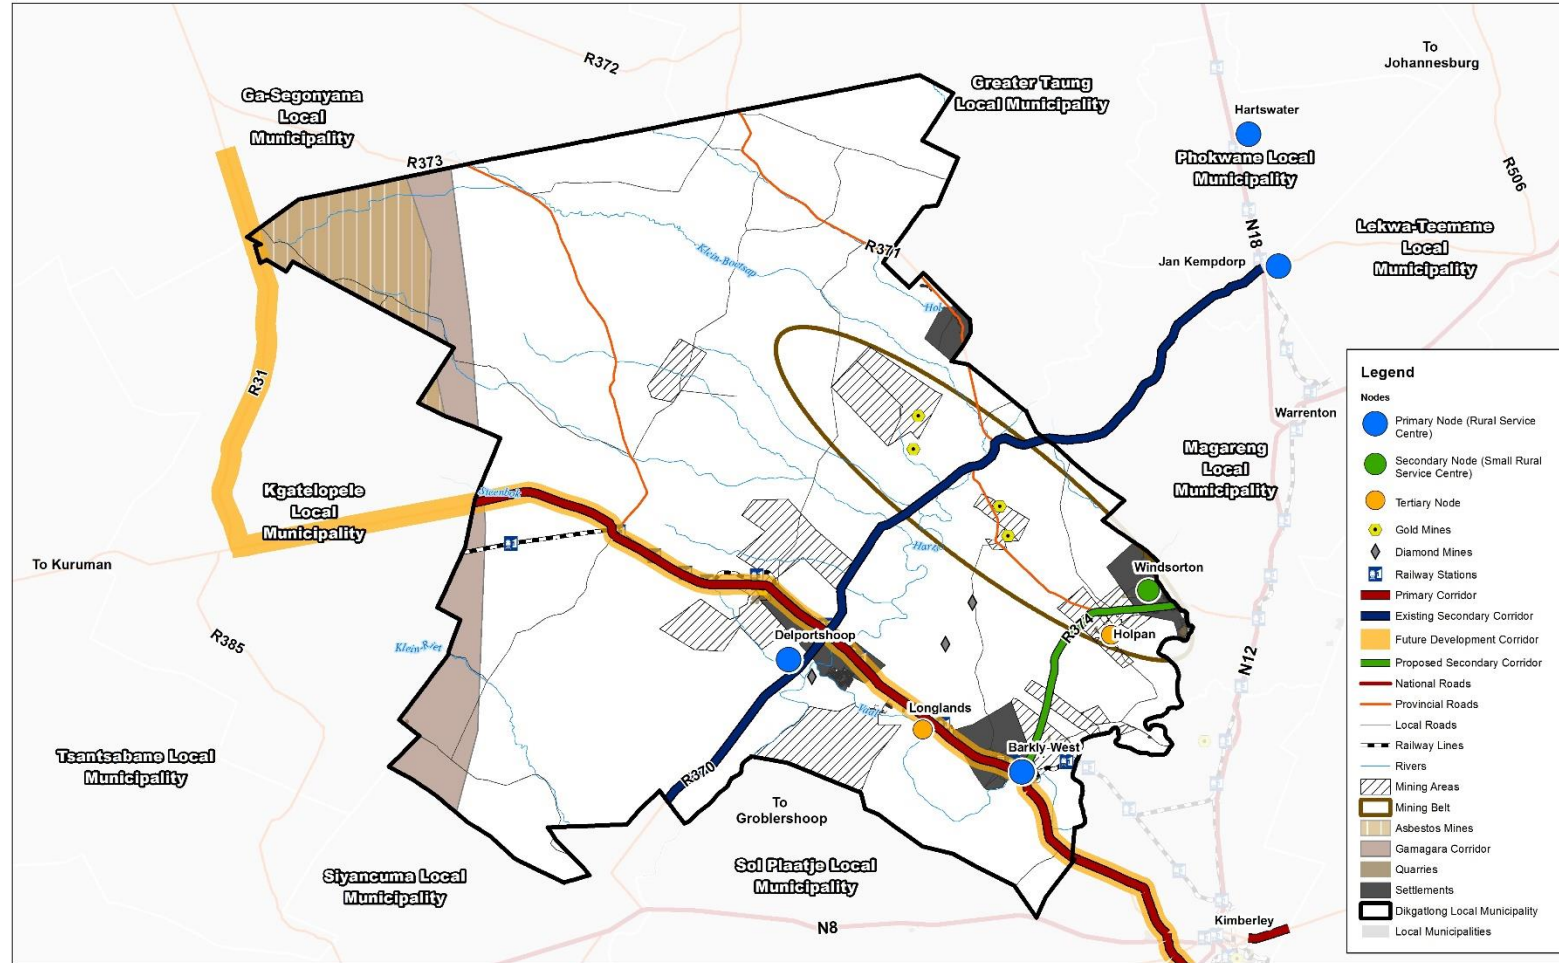 R372
To
Johannesburg
Ga-Segonyana
Local
Municipality
Greater Taung
Local Municipality
Hartswater
Phokwane Local
Municipality
R373
R506
N18
Lekwa-Teemane
Local
Municipality
R371
Klein-Boetsap
Jan Kempdorp
R31
Warrenton
Magareng
Local
Municipality
Kgatelopele
Local
Municipality
Steenbok
To Kuruman
Harts
Windsorton
R385
Klein-Riet
Delportshoop
R374
Holpan
N12
Longlands
Vaal
Barkly-West
Tsantsabane Local
Municipality
R370
To
Groblershoop
Siyancuma Local
Municipality
Sol Plaatje Local
Municipality
N8
Kimberley
Legend
Nodes
Primary Node (Rural Service
Centre)
Secondary Node (Small Rural
Service Centre)
Tertiary Node
Gold Mines
Diamond Mines
Railway Stations
Primary Corridor
Existing Secondary Corridor
Future Development Corridor
Proposed Secondary Corridor
National Roads
Provincial Roads
Local Roads
Railway Lines
Rivers
Mining Areas
Mining Belt
Asbestos Mines
Gamagara Corridor
Quarries
Settlements
Dikgatlong Local Municipality
Local Municipalities